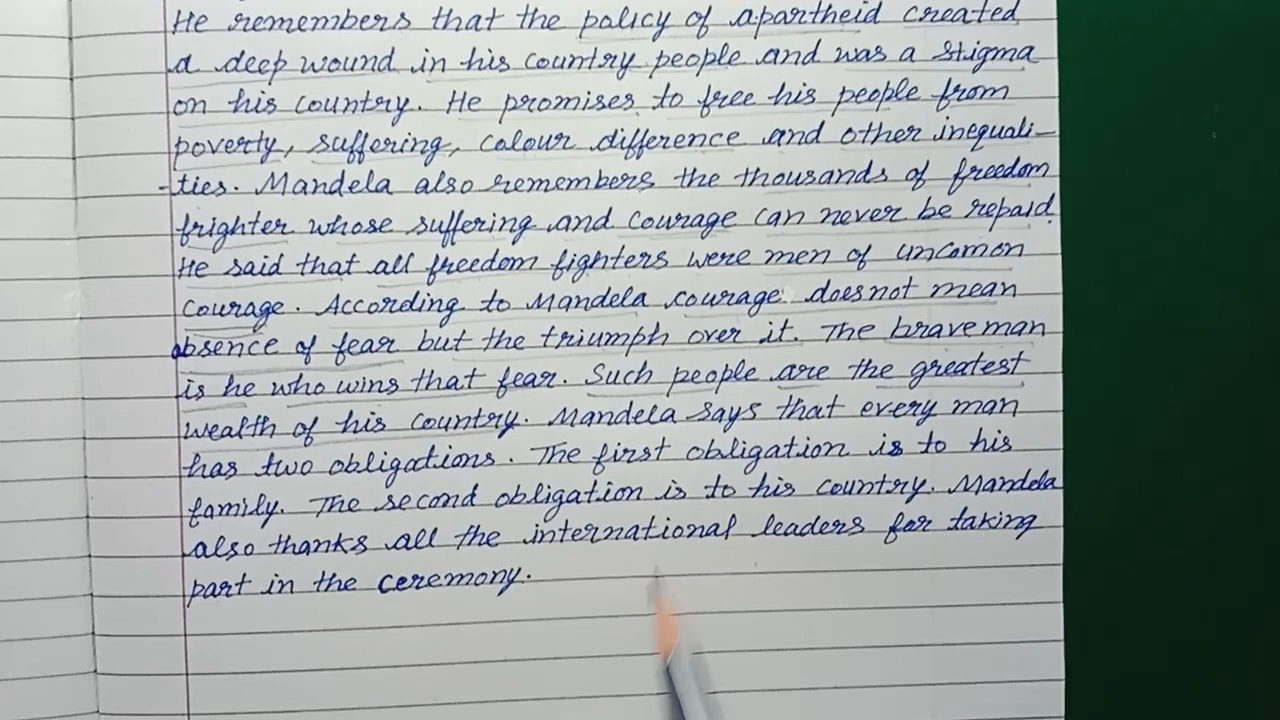 He remembers that the policy of apartheid created
a deep wound in his country people and was a stigma
on his country. He promises to free his people from
poverty, suffering, colour difference and other inequali-
-ties. Mandela also remembers the thousands of freedom
frighter whose suffering and courage can never be repaid.
He said that all freedom fighters were men of uncomon
courage. According to Mandela courage does not mean
absence of fear but the triumph over it. The brave man
is he who wins that fear. Such people are the greatest
wealth of his country. Mandela says that every man
has two obligations. The first obligation is to his
family. The second obligation is to his country. Mandela
also thanks all the international leaders for taking
part in the ceremony.